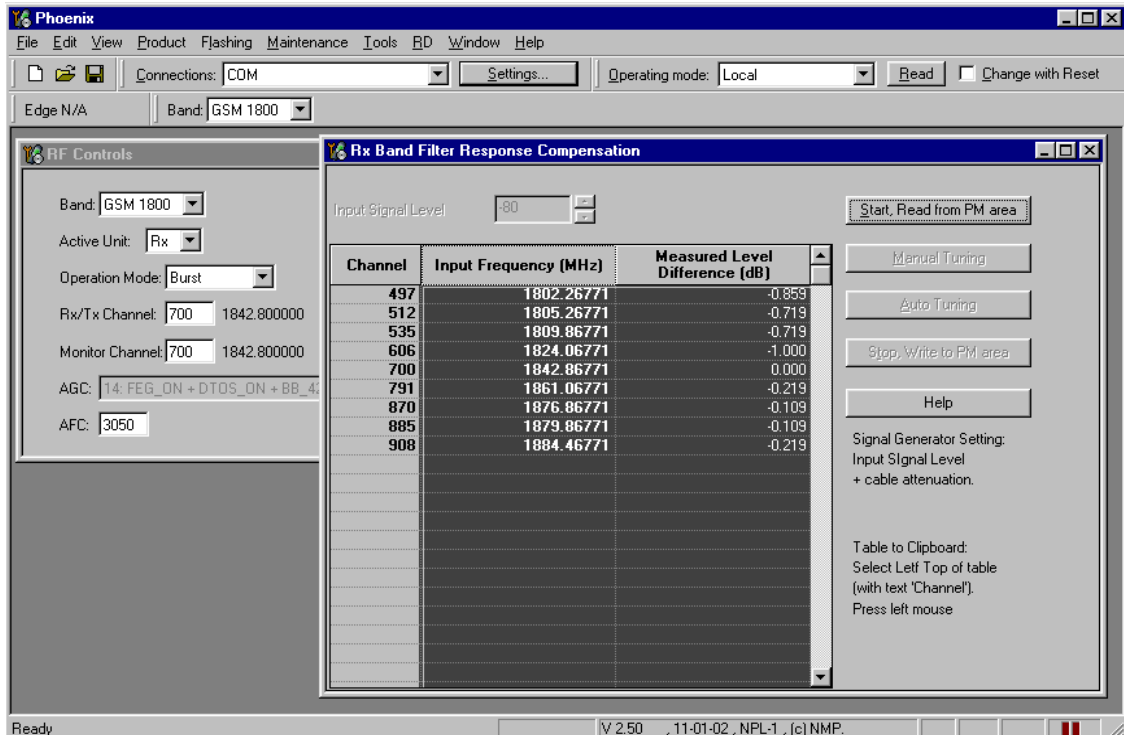 Phoenix
File Edit View Product Flashing Maintenance Tools RD Window Help
Connections: COM Settings... Operating mode: Local Read Change with Reset
Edge N/A Band: GSM 1800
RF Controls
Band: GSM 1800
Active Unit: Rx
Operation Mode: Burst
Rx/Tx Channel: 700 1842.800000
Monitor Channel: 700 1842.800000
AGC: 14: FEG_ON + DTOS_ON + BB_42
AFC: 3050
Rx Band Filter Response Compensation
Input Signal Level -80
Channel Input Frequency (MHz) Measured Level Difference (dB)
497 1802.26771 -0.859
512 1805.26771 -0.719
535 1809.86771 -0.719
606 1824.06771 -1.000
700 1842.86771 0.000
791 1861.06771 -0.219
870 1876.86771 -0.109
885 1879.86771 -0.109
908 1884.46771 -0.219
Start, Read from PM area
Manual Tuning
Auto Tuning
Stop, Write to PM area
Help
Signal Generator Setting:
Input SIgnal Level
+ cable attenuation.
Table to Clipboard:
Select Letf Top of table
(with text 'Channel').
Press left mouse
Ready V 2.50 , 11-01-02 , NPL-1 , (c) NMP.